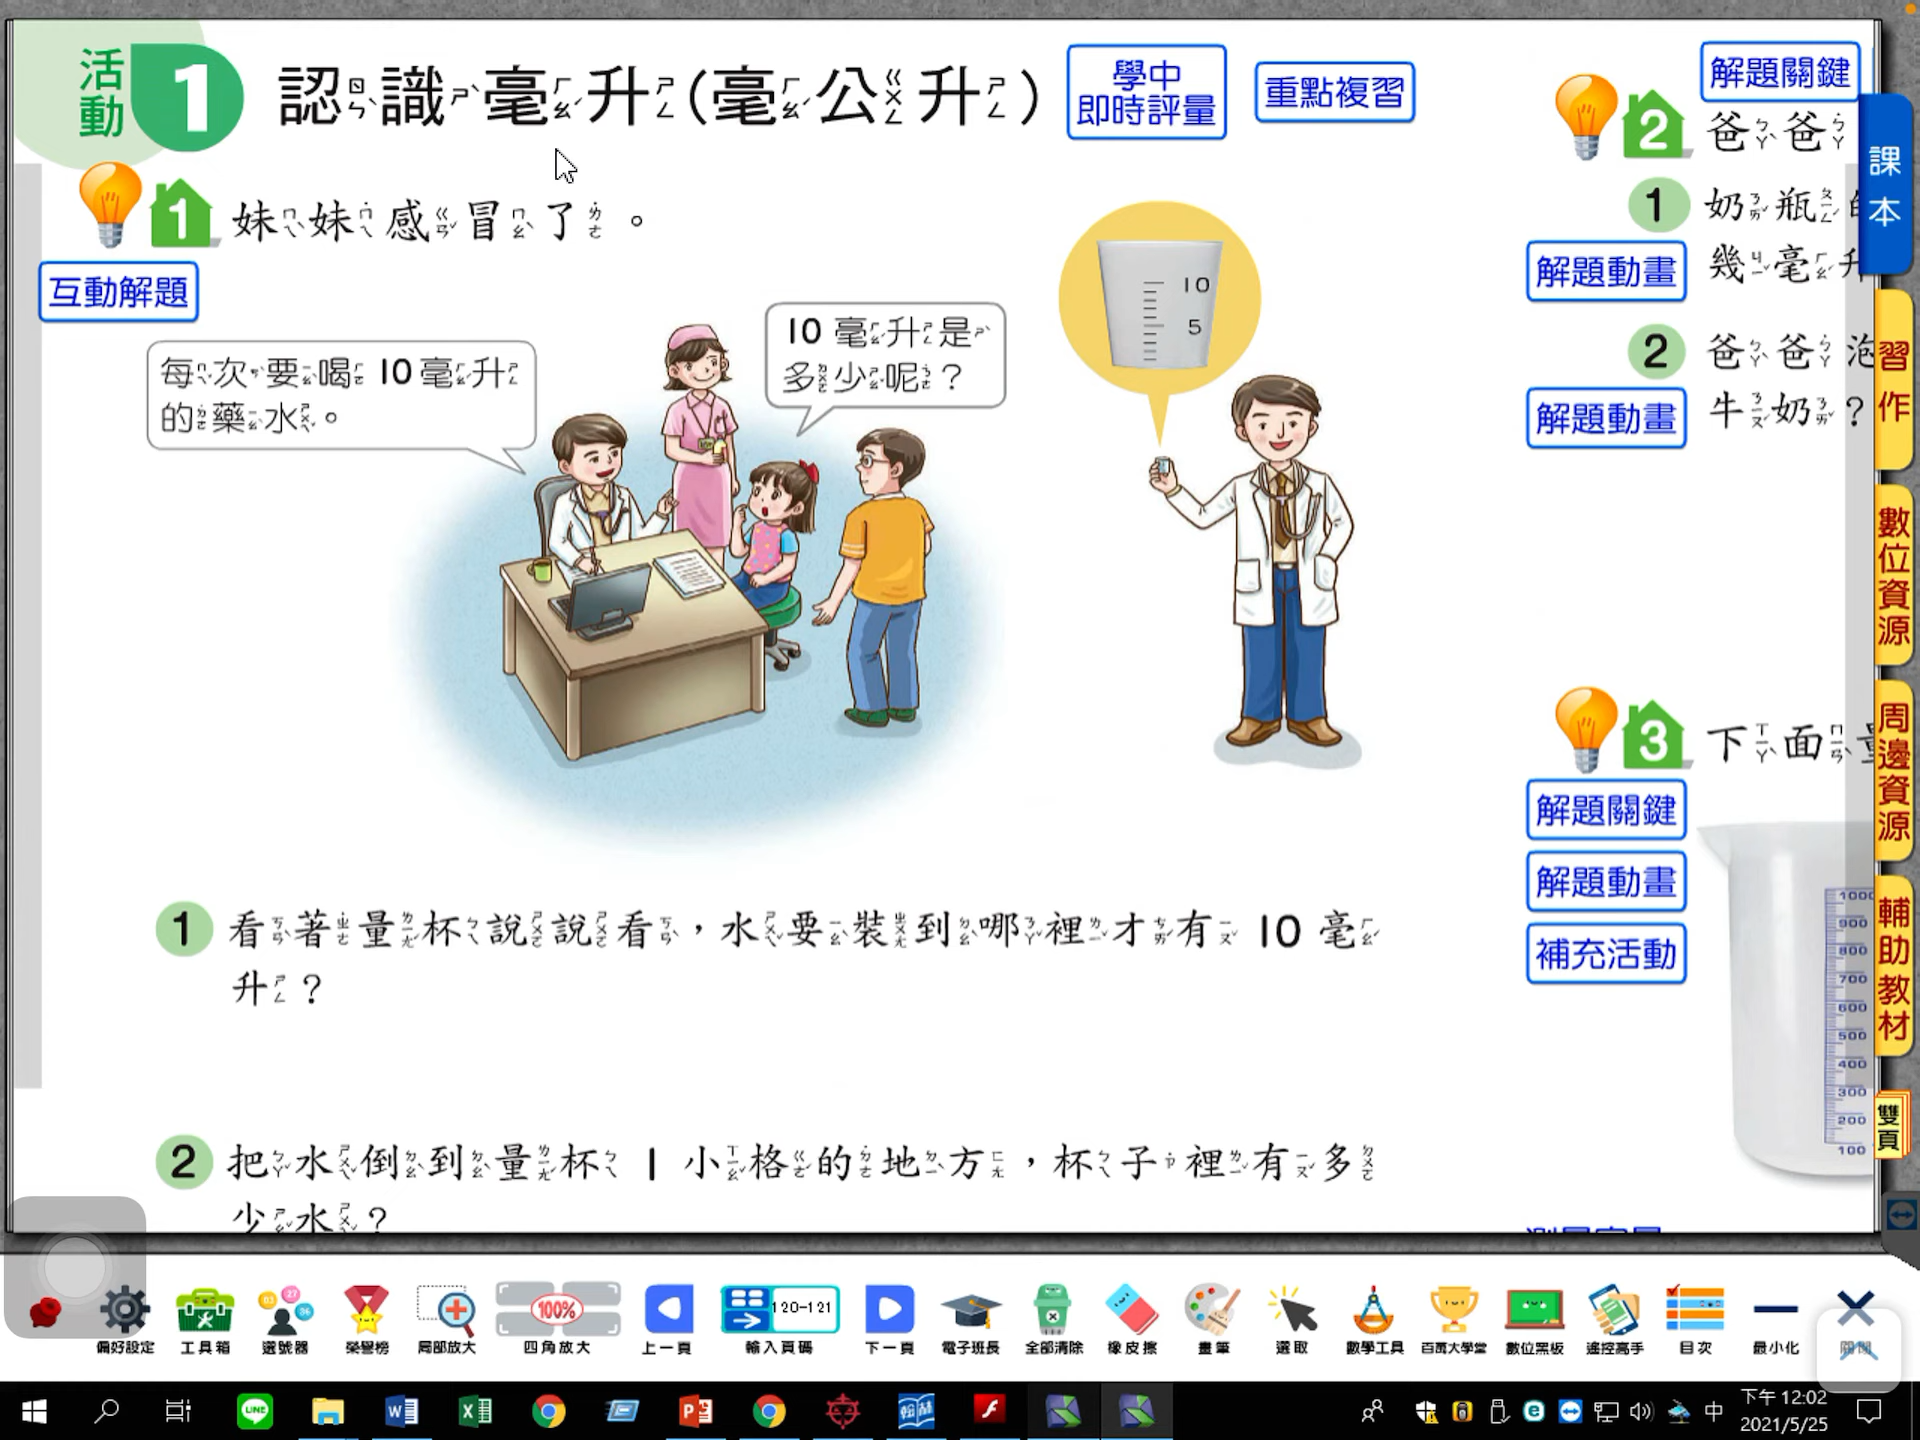 活動 1 認識毫升(毫公升)
學中
即時評量
重點複習
1 妹妹感冒了。
互動解題
每次要喝 10 毫升
的藥水。
10 毫升是
多少呢？
10
5
1 看著量杯說說看，水要裝到哪裡才有 10 毫
升？
2 把水倒到量杯 1 小格的地方，杯子裡有多
少水？
解題關鍵
2 爸爸
1 奶瓶
解題動畫
幾毫升
2 爸爸泡
解題動畫
牛奶？
3 下面
解題關鍵
解題動畫
補充活動
1000
900
800
700
600
500
400
300
200
100
課本
習作
數位資源
周邊資源
輔助教材
雙頁
偏好設定
工具箱
03 27 36
選號器
榮譽榜
局部放大
100%
四角放大
上一頁
120-121
輸入頁碼
下一頁
電子班長
全部清除
橡皮擦
畫筆
選取
數學工具
百萬大學堂
數位黑板
遙控高手
目次
最小化
關閉
LINE
中
下午 12:02
2021/5/25